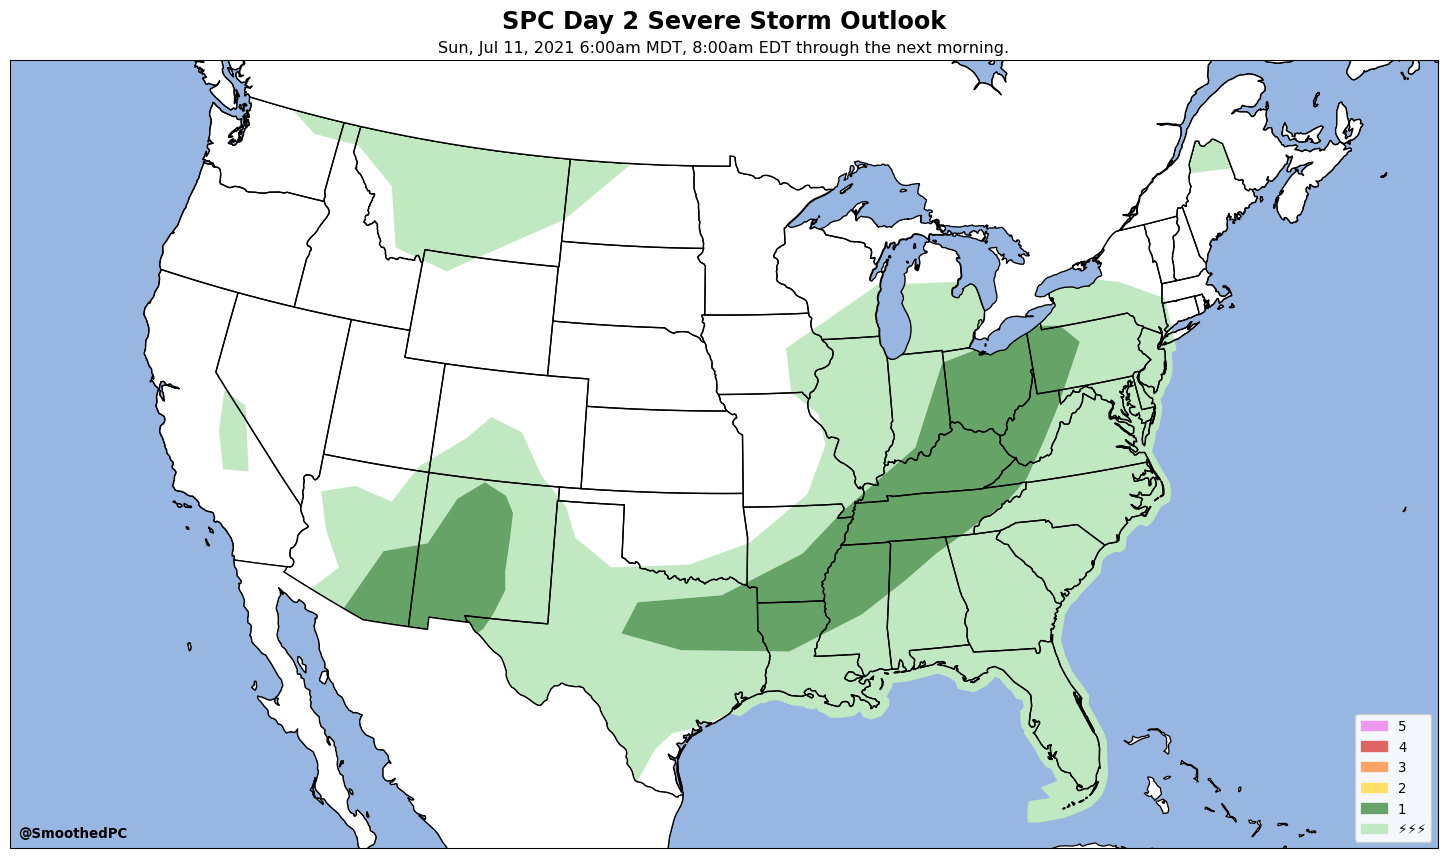 SPC Day 2 Severe Storm Outlook
Sun, Jul 11, 2021 6:00am MDT, 8:00am EDT through the next morning.
5
4
3
2
1
⚡⚡⚡
@SmoothedPC